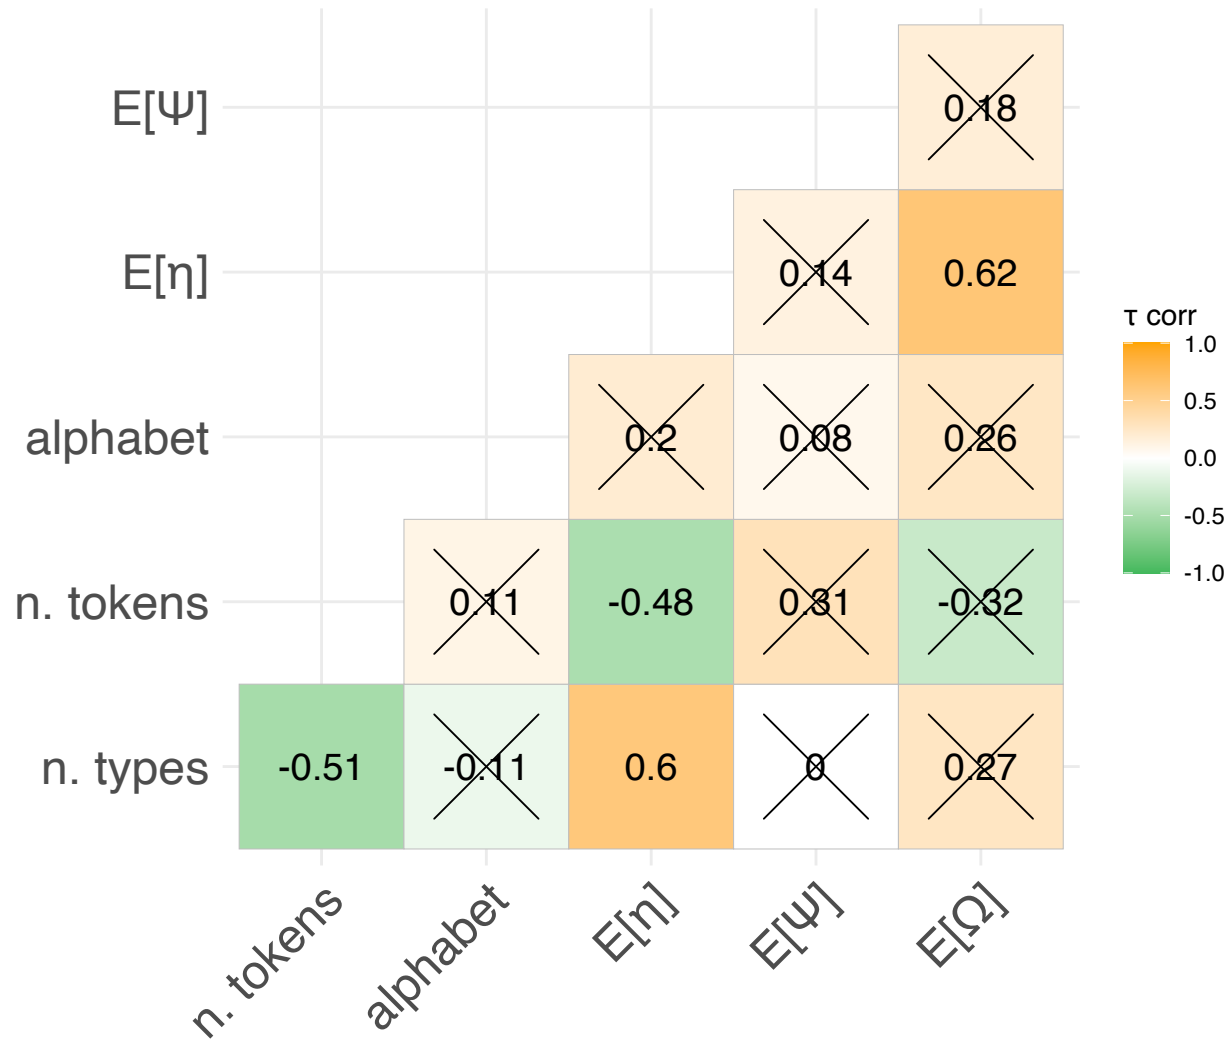 E[Ψ] 0.18
E[η] 0.14 0.62
alphabet 0.2 0.08 0.26
n. tokens 0.11 -0.48 0.31 -0.32
n. types -0.51 -0.11 0.6 0 0.27
n. tokens alphabet E[η] E[Ψ] E[Ω]
τ corr
1.0
0.5
0.0
-0.5
-1.0